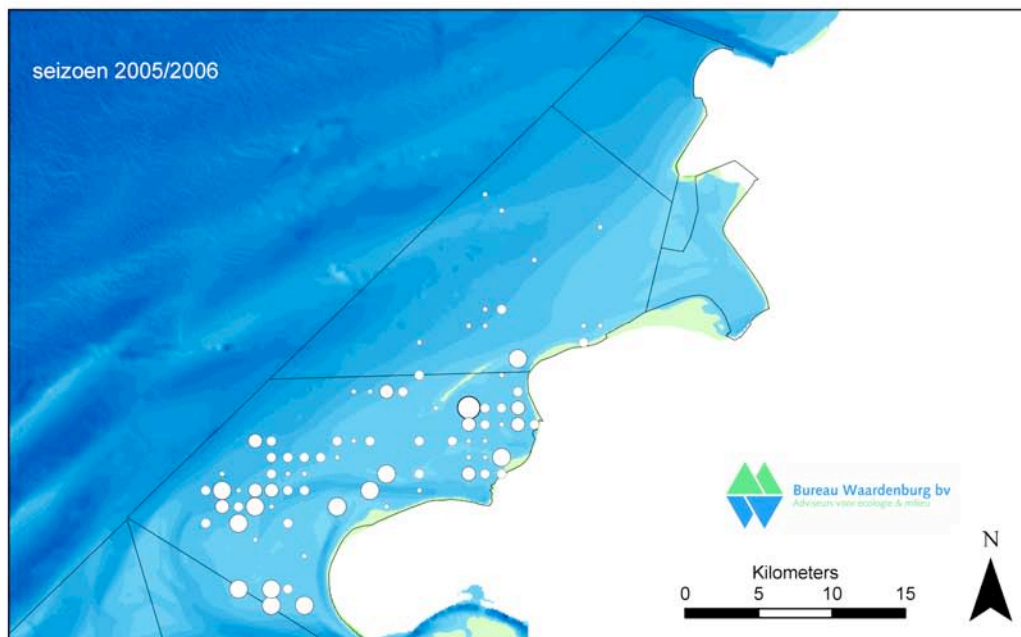 seizoen 2005/2006
Bureau Waardenburg bv
Adviseurs voor ecologie & milieu
Kilometers
0 5 10 15
N